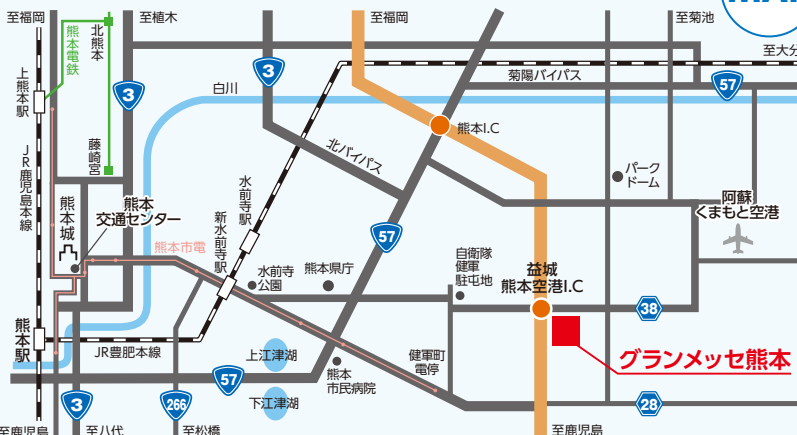 至福岡
至植木
至福岡
至菊池
至大分
北熊本
熊本電鉄
上熊本駅
3
3
白川
菊陽バイパス
57
熊本I.C
藤崎宮
北バイパス
JR鹿児島本線
パーク
ドーム
水前寺駅
阿蘇
くまもと空港
熊本城
熊本
交通センター
新水前寺駅
57
熊本市電
自衛隊
健軍
駐屯地
益城
熊本空港I.C
水前寺
公園
熊本県庁
38
熊本駅
JR豊肥本線
上江津湖
熊本
市民病院
健軍町
電停
グランメッセ熊本
57
3
266
下江津湖
28
至鹿児島
至八代
至松橋
至鹿児島